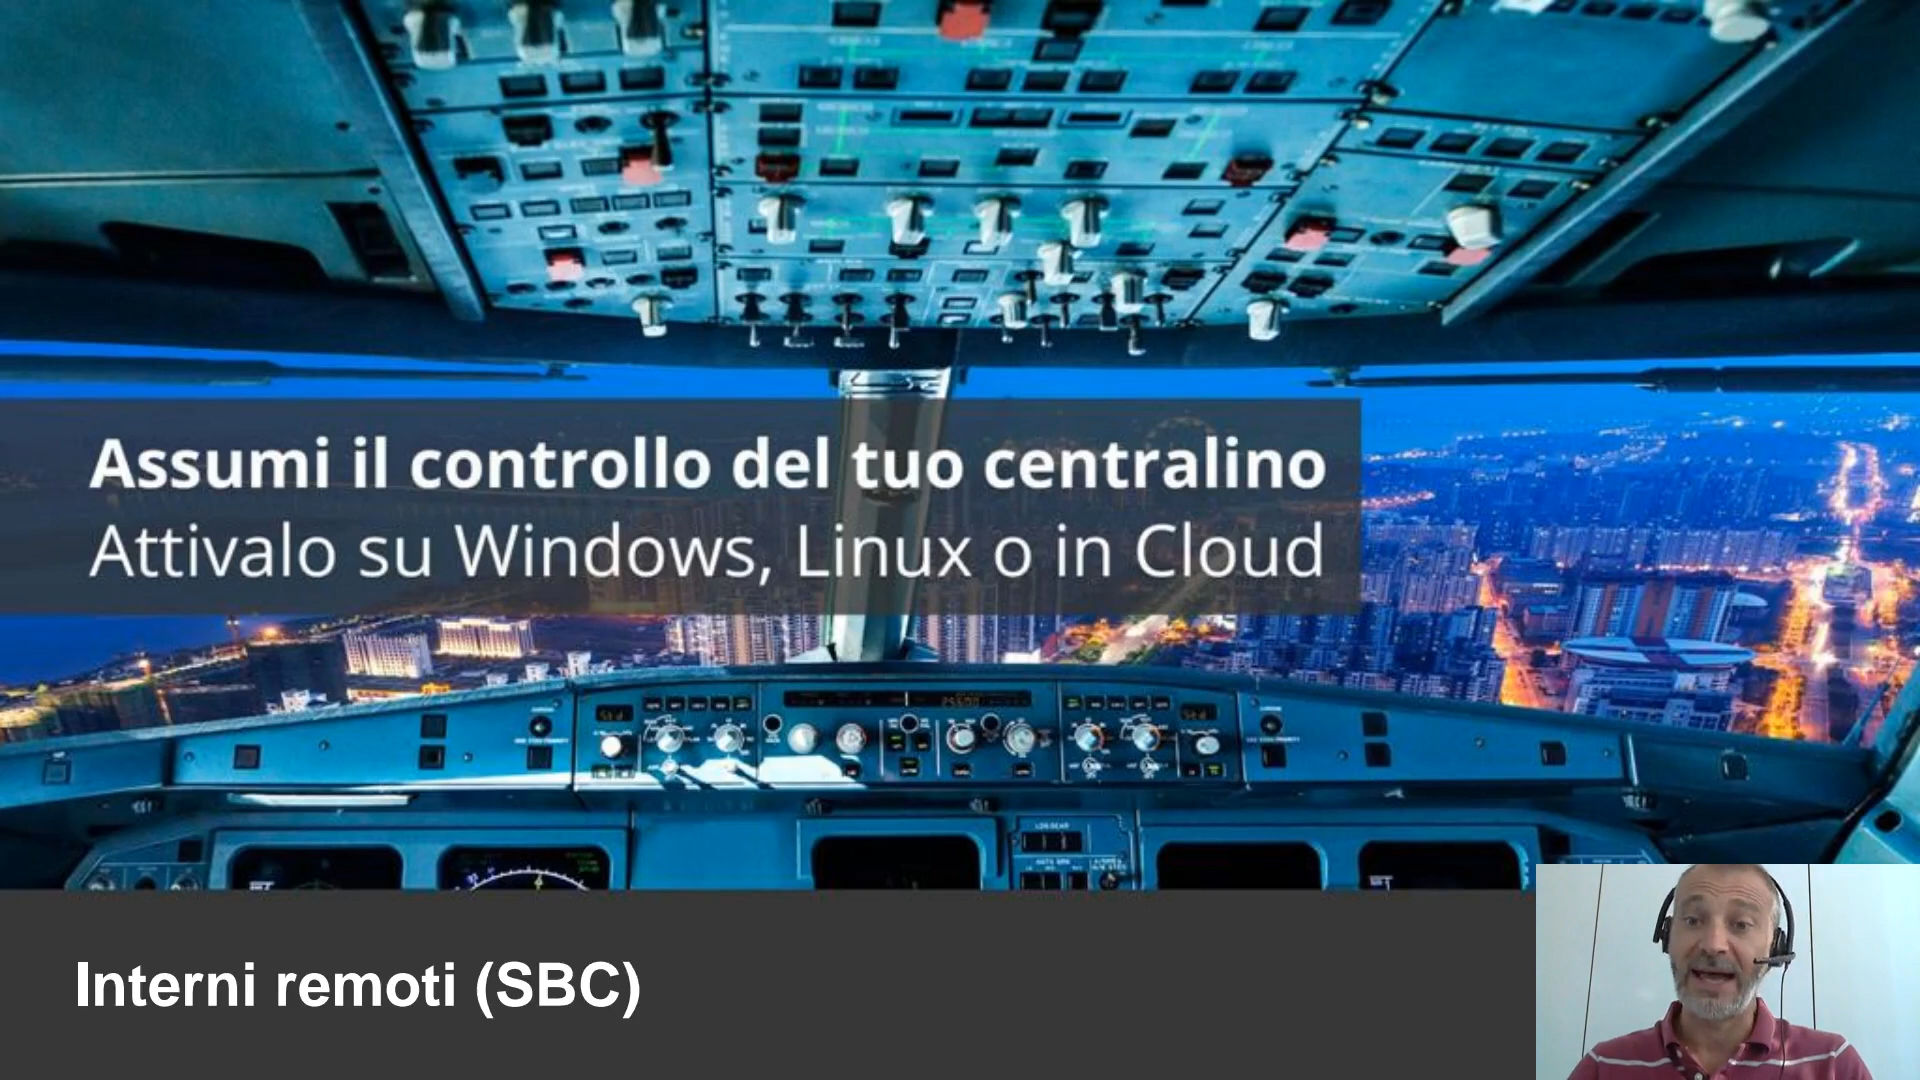 Assumi il controllo del tuo centralino
Attivalo su Windows, Linux o in Cloud
Interni remoti (SBC)